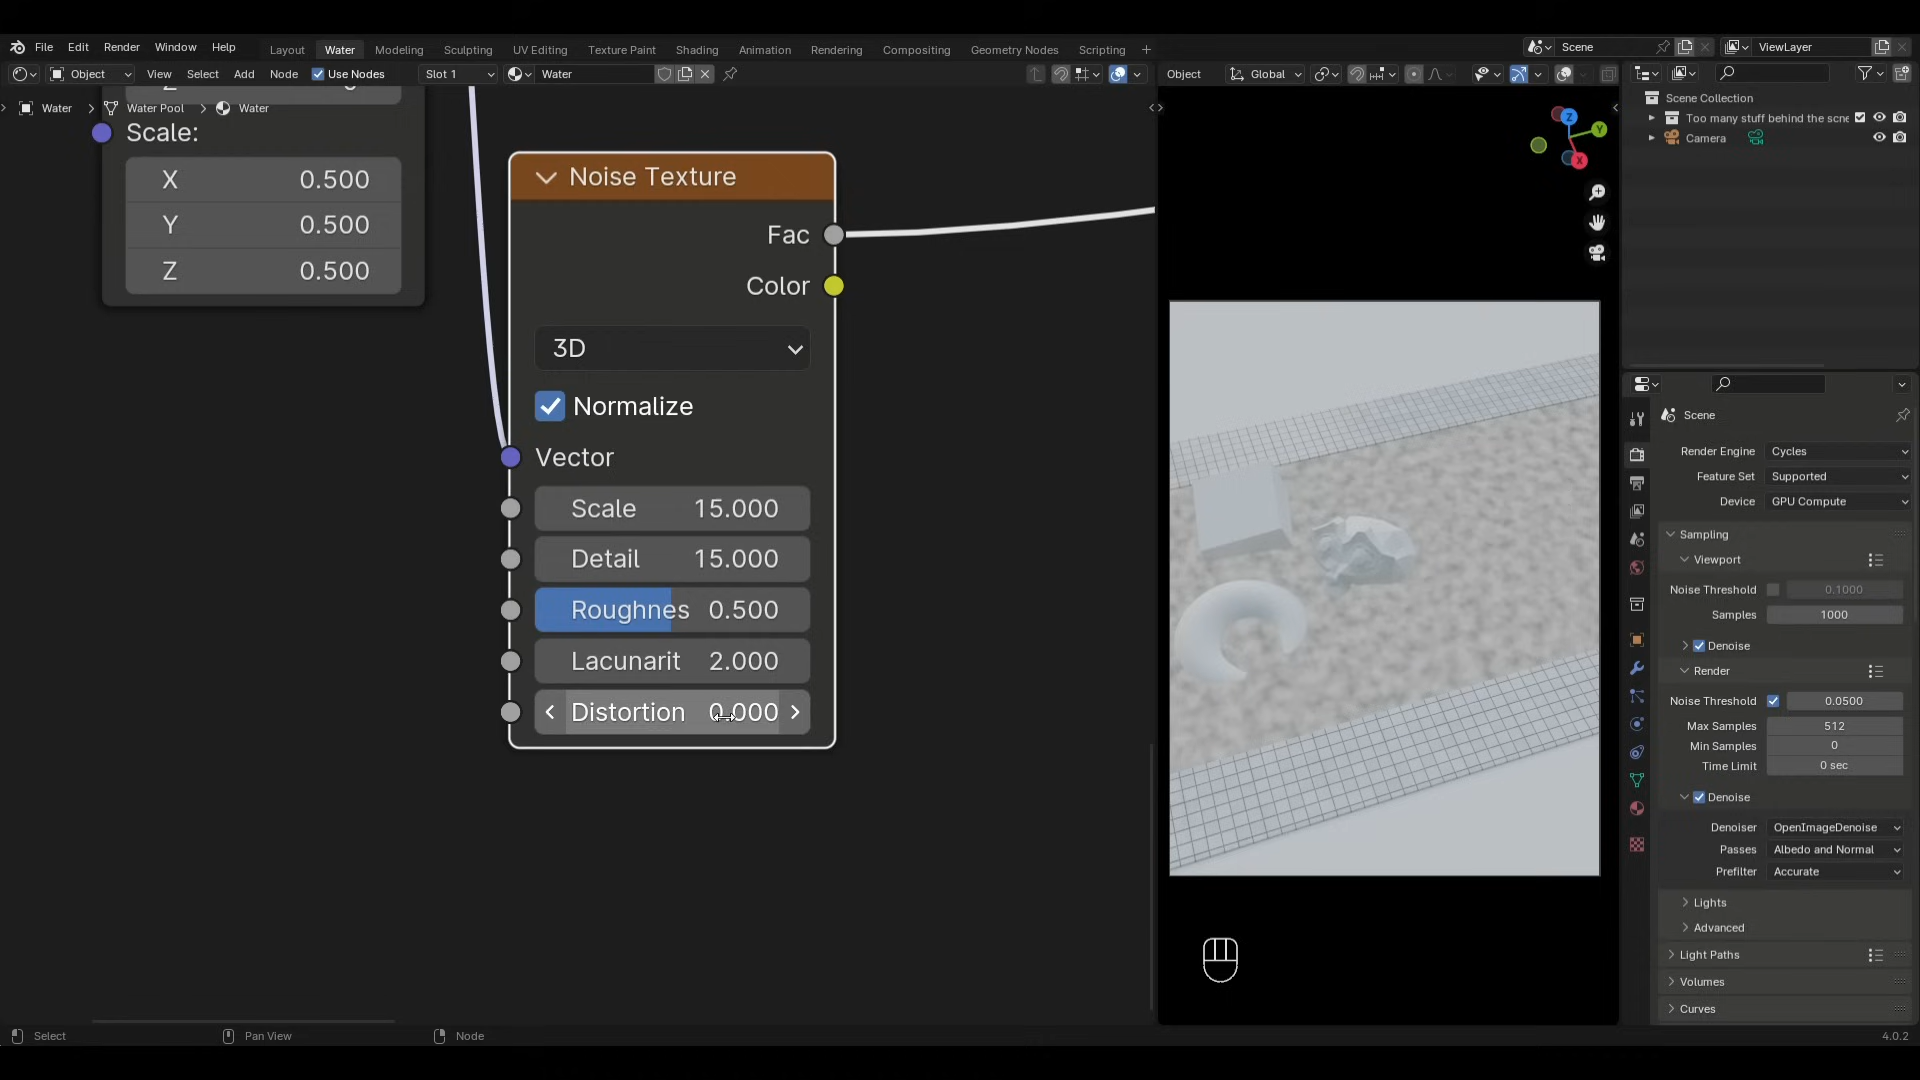 File Edit Render Window Help Layout Water Modeling Sculpting UV Editing Texture Paint Shading Animation Rendering Compositing Geometry Nodes Scripting + Scene ViewLayer
Object View Select Add Node Use Nodes Slot 1 Water Object Global
Water > Water Pool > Water
Scene Collection
Too many stuff behind the scne
Camera
Scale:
X 0.500
Y 0.500
Z 0.500
Noise Texture
Fac
Color
3D
Normalize
Vector
Scale 15.000
Detail 15.000
Roughnes 0.500
Lacunarit 2.000
Distortion 0.000
Z
Y
X
Scene
Render Engine Cycles
Feature Set Supported
Device GPU Compute
Sampling
Viewport
Noise Threshold 0.1000
Samples 1000
Denoise
Render
Noise Threshold 0.0500
Max Samples 512
Min Samples 0
Time Limit 0 sec
Denoise
Denoiser OpenImageDenoise
Passes Albedo and Normal
Prefilter Accurate
Lights
Advanced
Light Paths
Volumes
Curves
Select Pan View Node 4.0.2